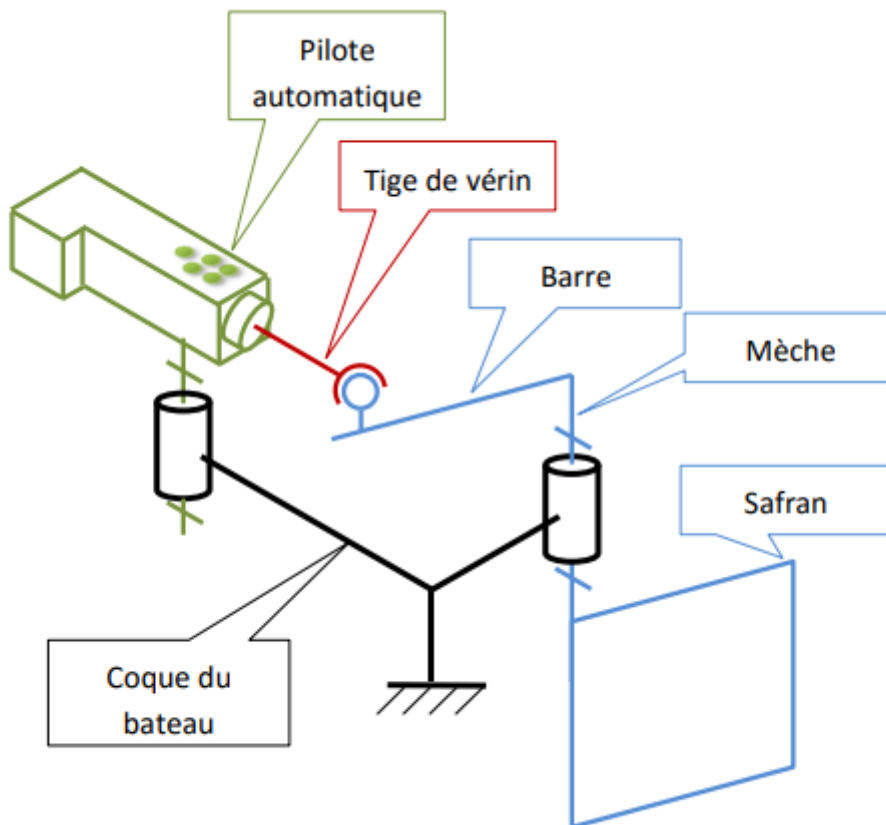 Pilote
automatique
Tige de vérin
Barre
Mèche
Safran
Coque du
bateau